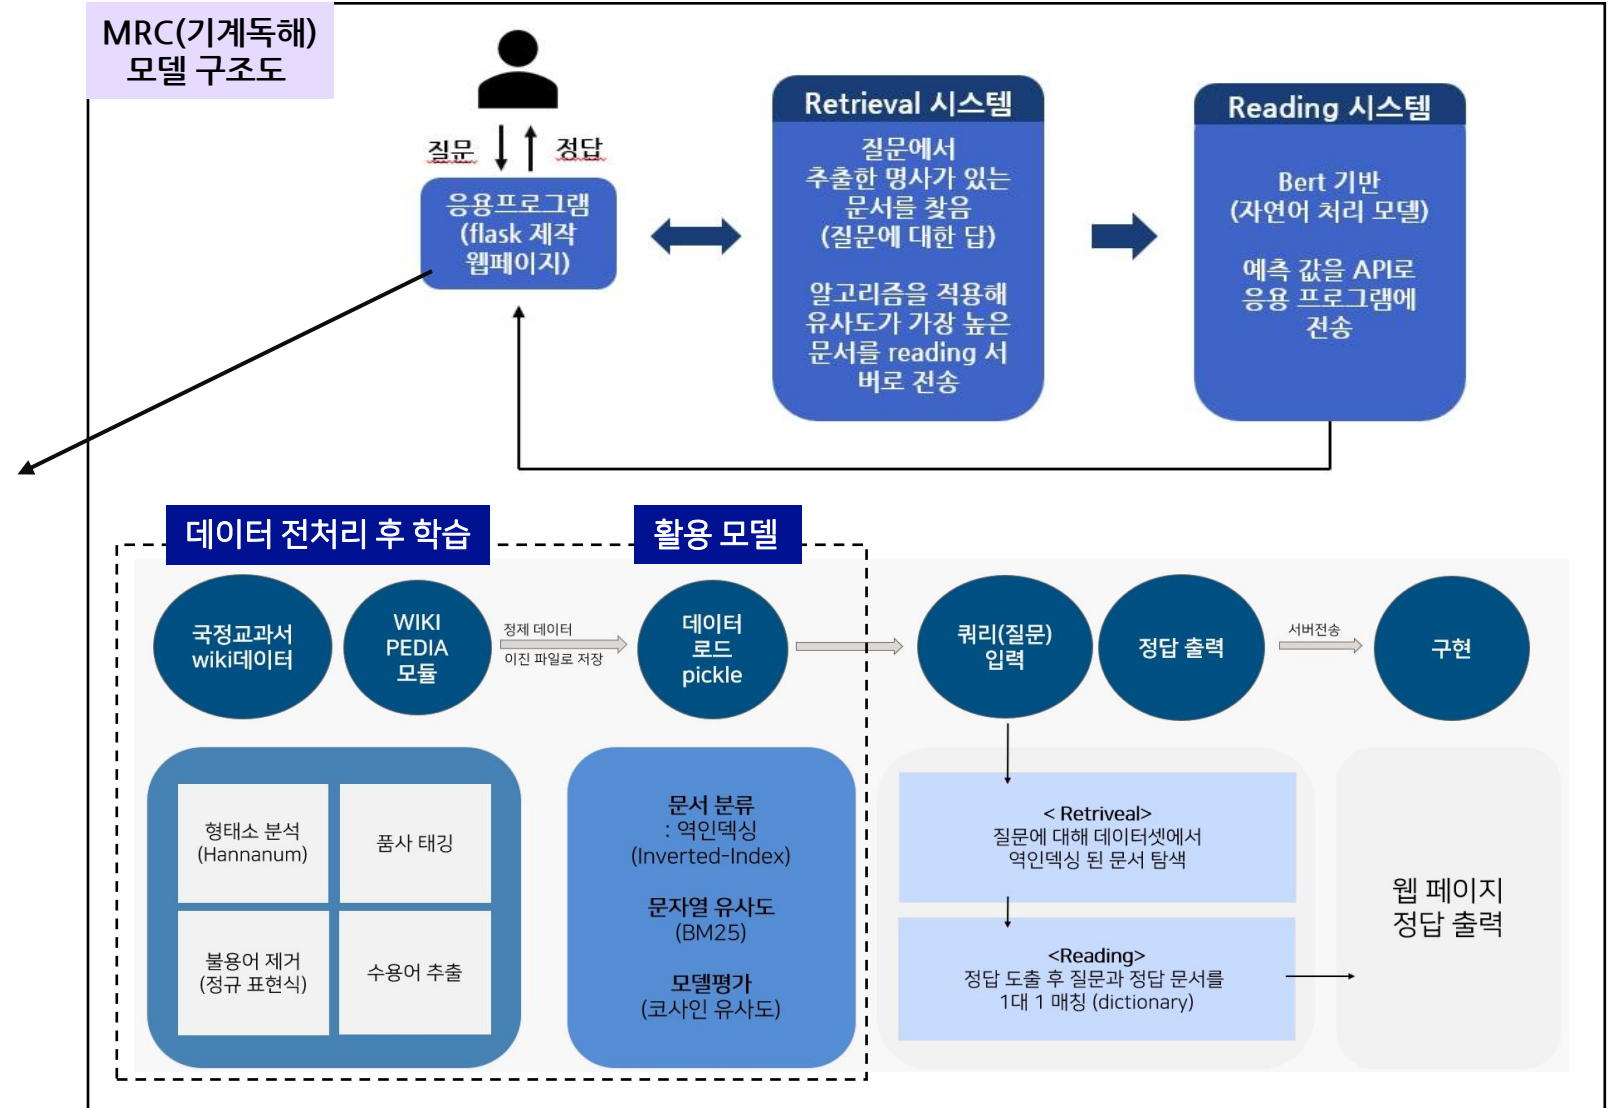 MRC(기계독해)
모델 구조도
질문
정답
응용프로그램
(flask 제작
웹페이지)
Retrieval 시스템
질문에서
추출한 명사가 있는
문서를 찾음
(질문에 대한 답)
알고리즘을 적용해
유사도가 가장 높은
문서를 reading 서
버로 전송
Reading 시스템
Bert 기반
(자연어 처리 모델)
예측 값을 API로
응용 프로그램에
전송
데이터 전처리 후 학습
활용 모델
국정교과서
wiki데이터
WIKI
PEDIA
모듈
정제 데이터
이진 파일로 저장
데이터
로드
pickle
쿼리(질문)
입력
정답 출력
서버전송
구현
형태소 분석
(Hannanum)
품사 태깅
불용어 제거
(정규 표현식)
수용어 추출
문서 분류
: 역인덱싱
(Inverted-Index)
문자열 유사도
(BM25)
모델평가
(코사인 유사도)
< Retriveal>
질문에 대해 데이터셋에서
역인덱싱 된 문서 탐색
<Reading>
정답 도출 후 질문과 정답 문서를
1대 1 매칭 (dictionary)
웹 페이지
정답 출력